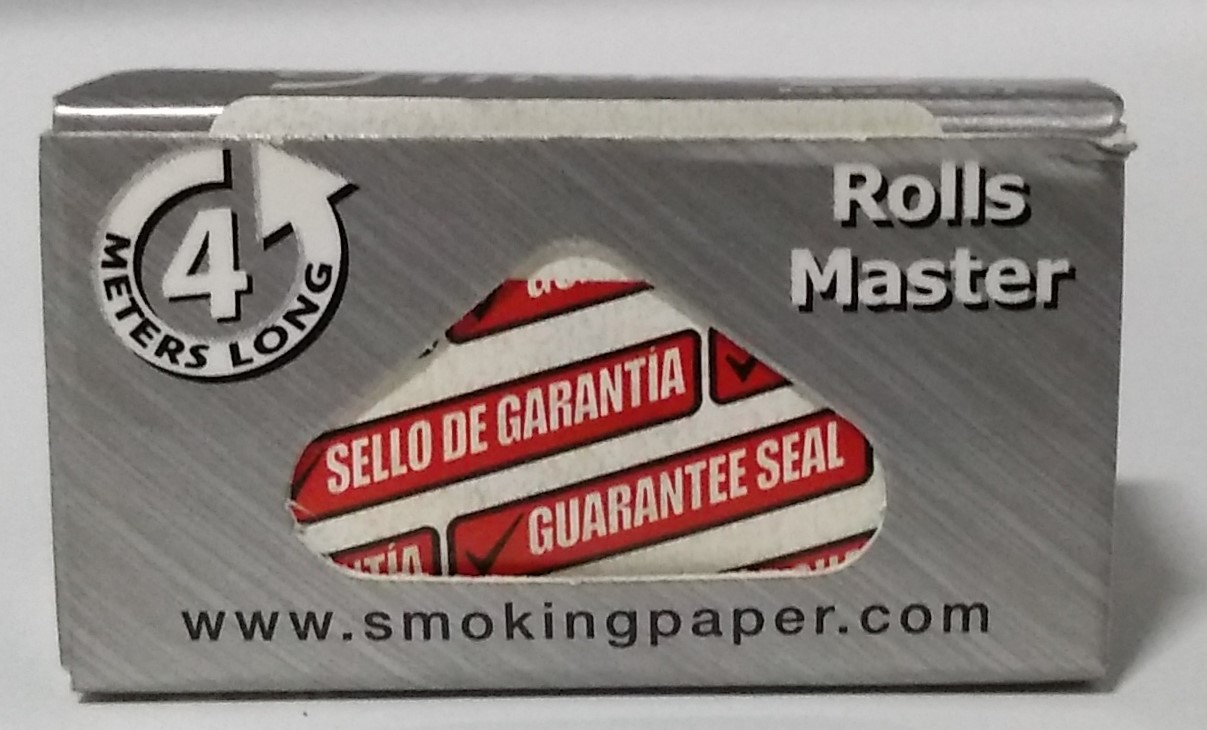 4
METERS LONG
Rolls
Master
SELLO DE GARANTÍA
GUARANTEE SEAL
www.smokingpaper.com